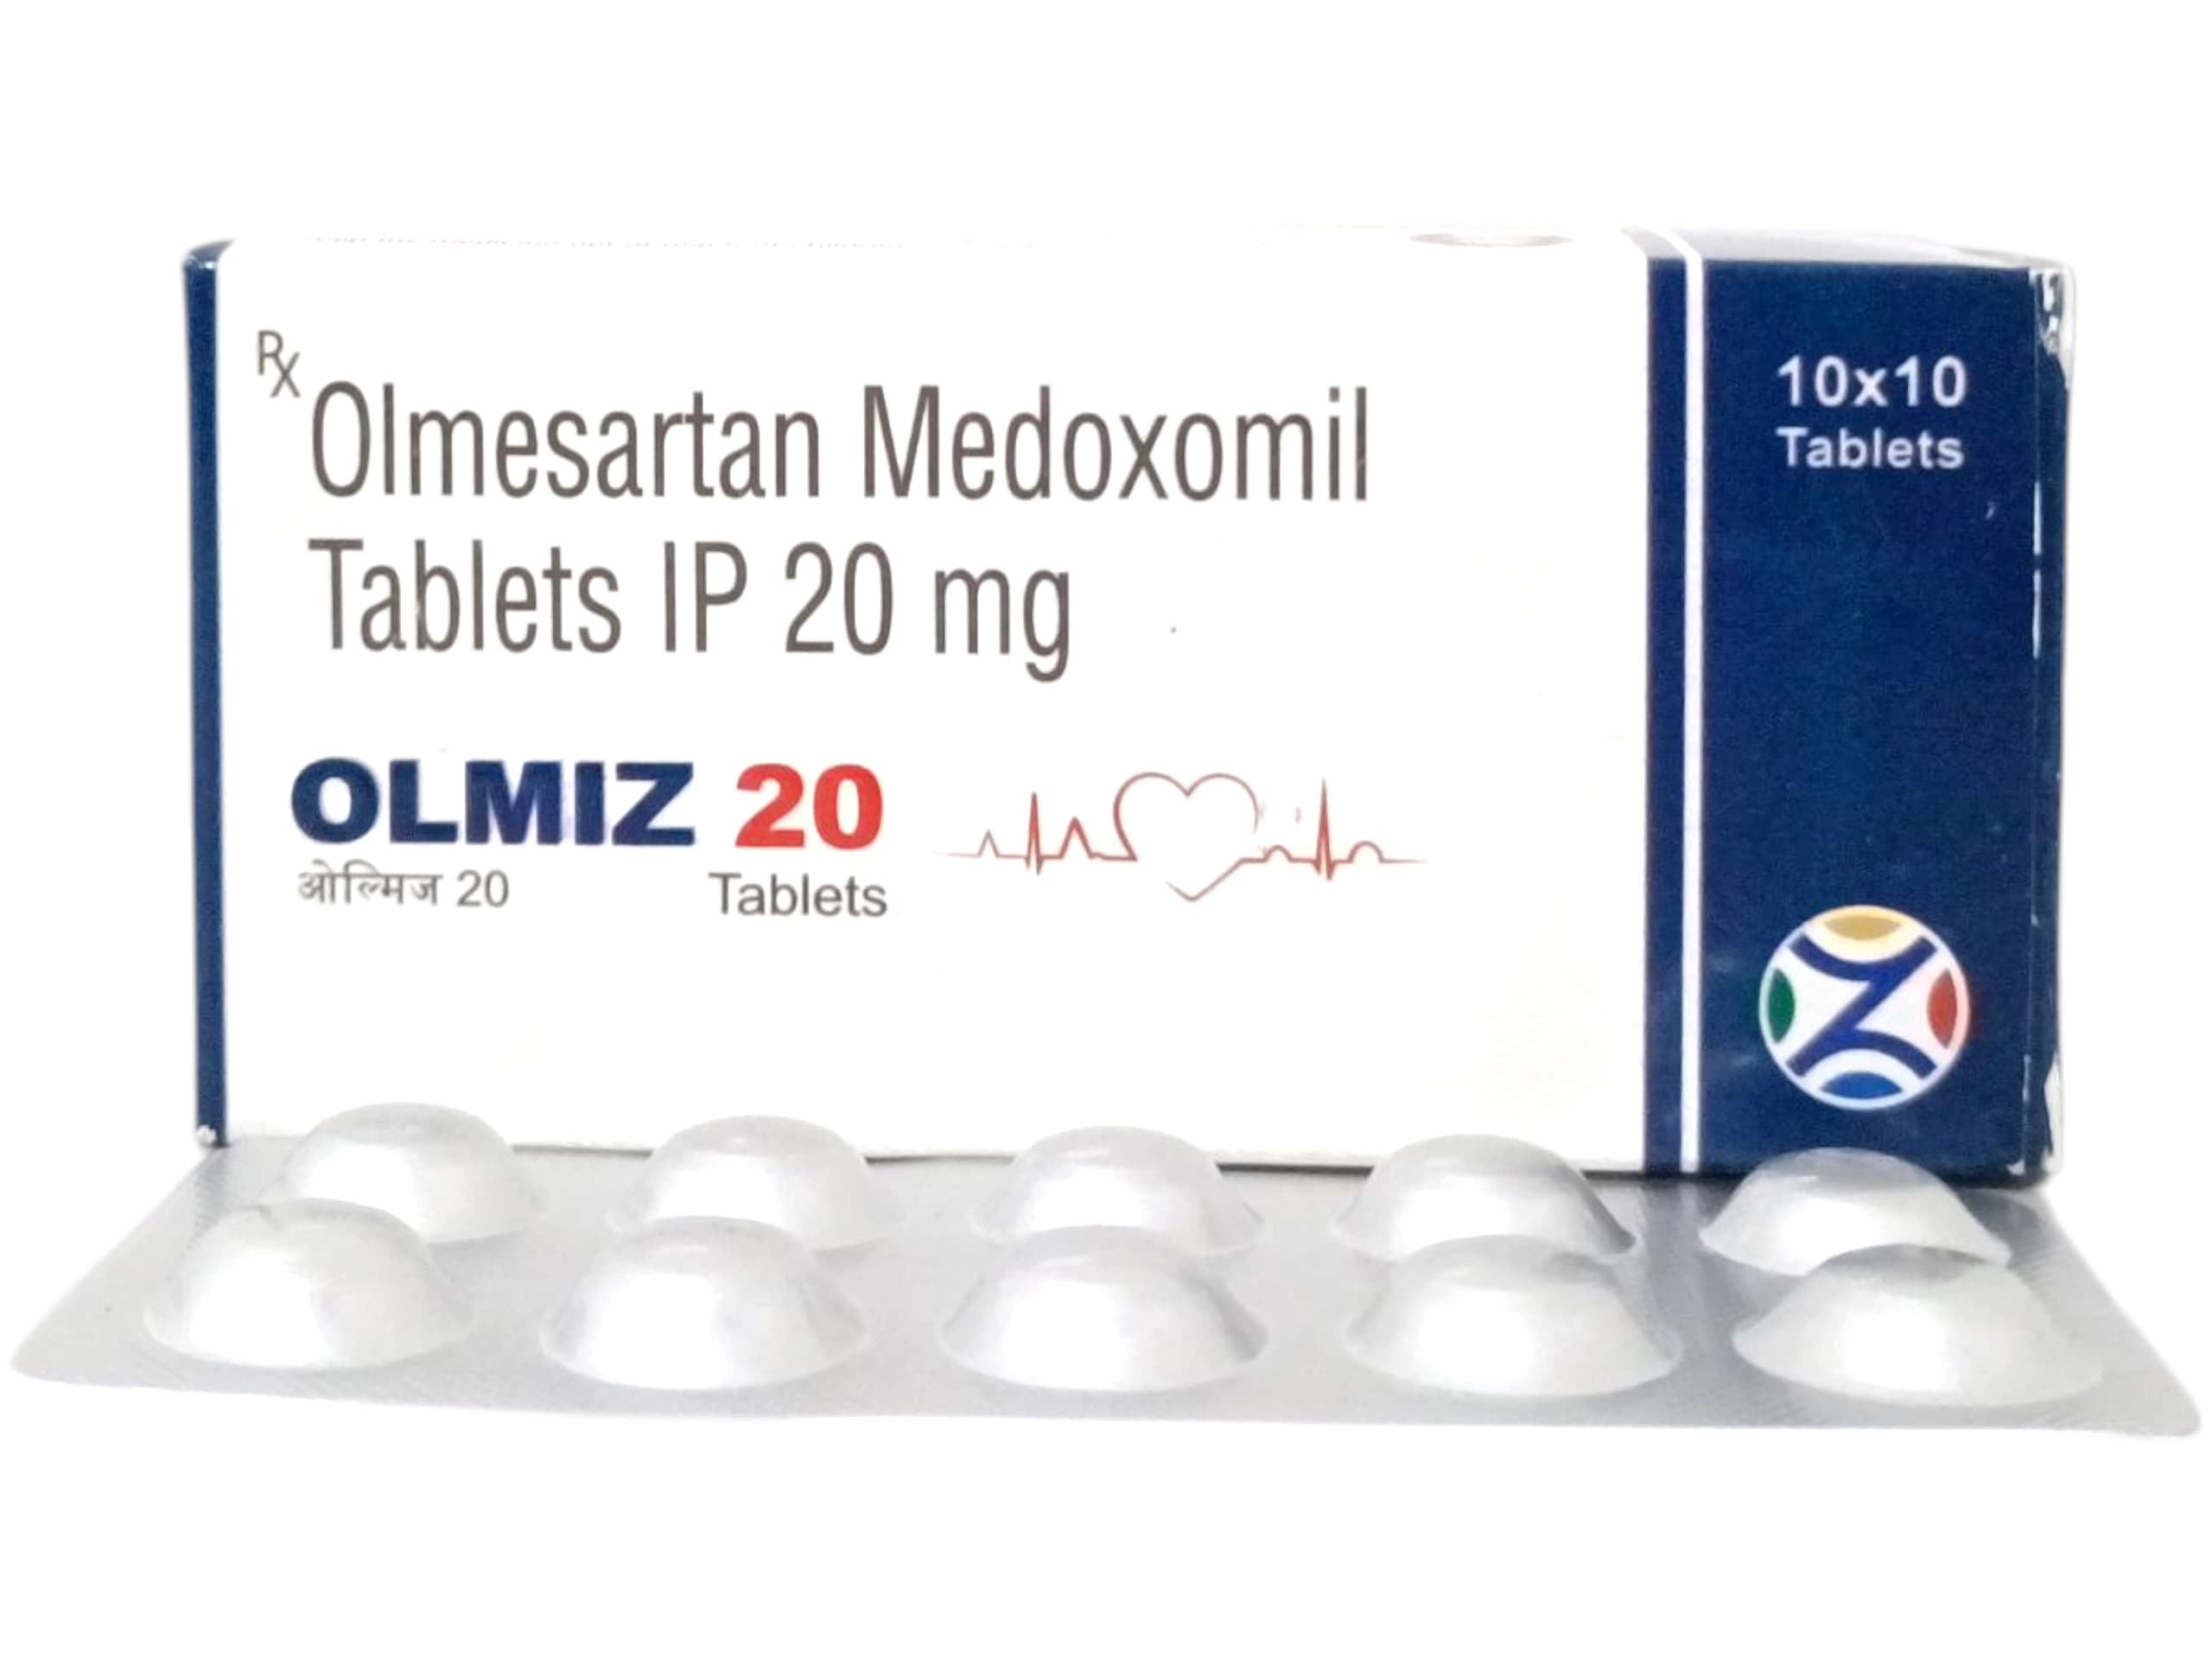 Rx
Olmesartan Medoxomil
Tablets IP 20 mg
OLMIZ 20
ओल्मिज 20
Tablets
10x10
Tablets